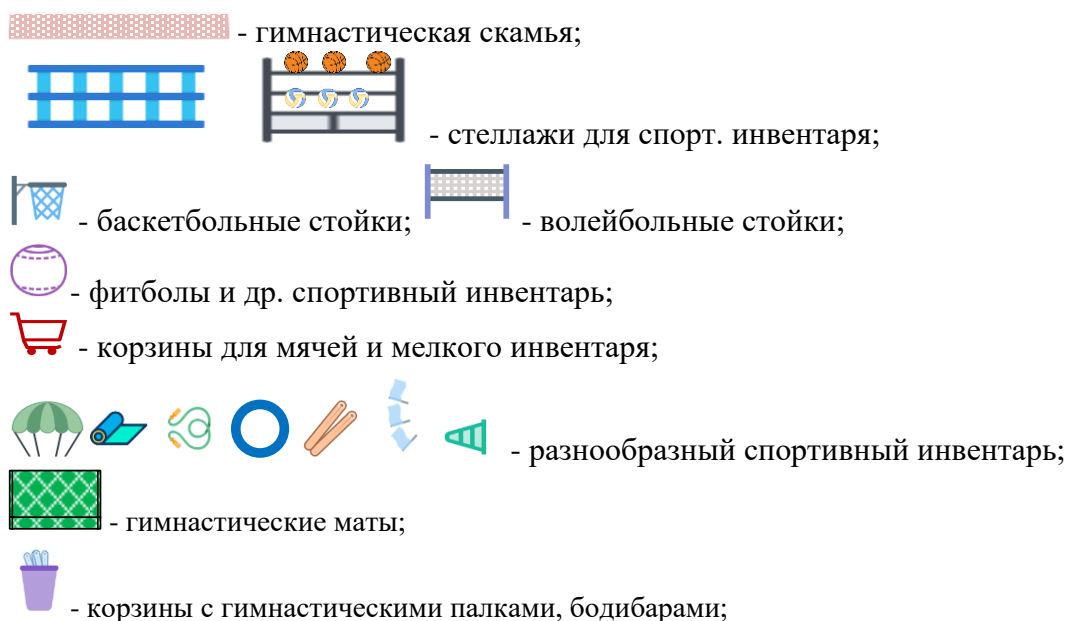 - гимнастическая скамья;
- стеллажи для спорт. инвентаря;
- баскетбольные стойки; - волейбольные стойки;
- фитболы и др. спортивный инвентарь;
- корзины для мячей и мелкого инвентаря;
- разнообразный спортивный инвентарь;
- гимнастические маты;
- корзины с гимнастическими палками, бодибарами;